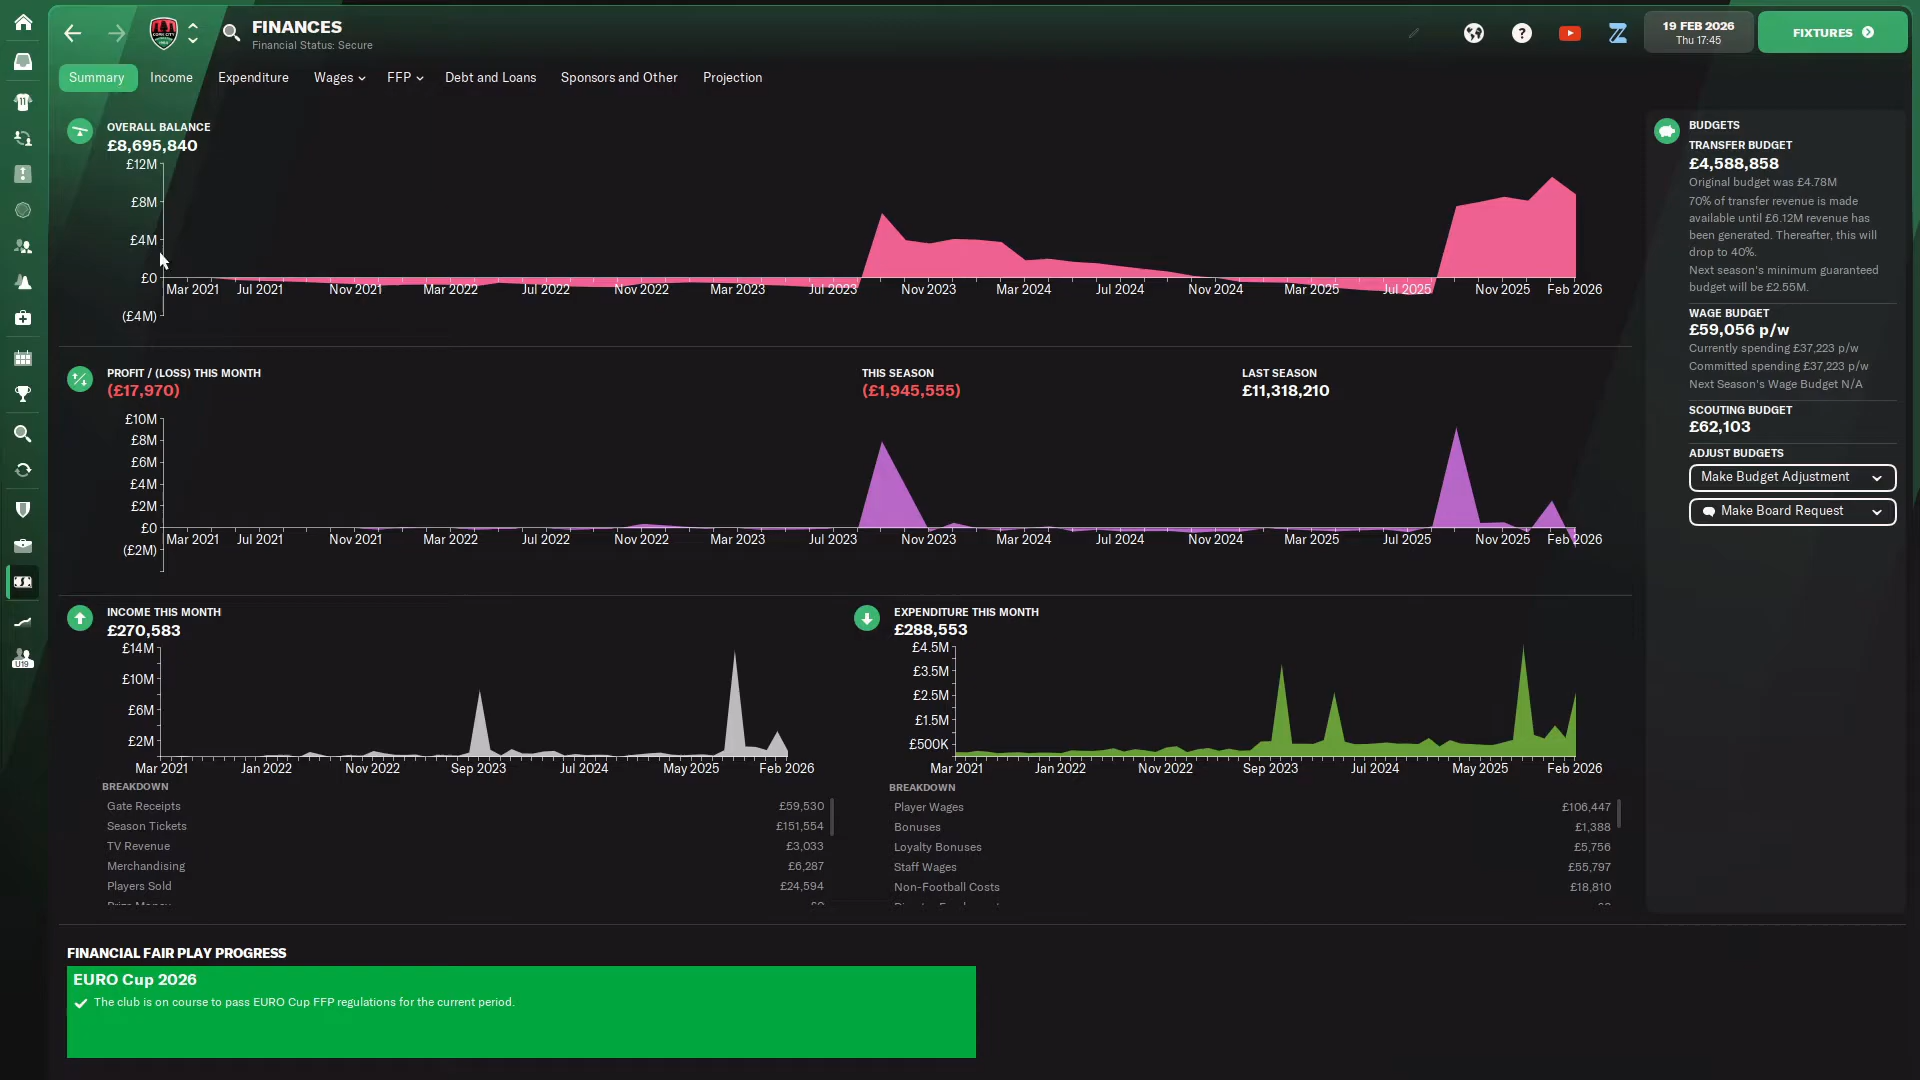 FINANCES
Financial Status: Secure
19 FEB 2026
Thu 17:45
FIXTURES
Summary
Income
Expenditure
Wages
FFP
Debt and Loans
Sponsors and Other
Projection
OVERALL BALANCE
£8,695,840
£12M
£8M
£4M
£0
(£4M)
Mar 2021
Jul 2021
Nov 2021
Mar 2022
Jul 2022
Nov 2022
Mar 2023
Jul 2023
Nov 2023
Mar 2024
Jul 2024
Nov 2024
Mar 2025
Jul 2025
Nov 2025
Feb 2026
PROFIT / (LOSS) THIS MONTH
(£17,970)
THIS SEASON
(£1,945,555)
LAST SEASON
£11,318,210
£10M
£8M
£6M
£4M
£2M
£0
(£2M)
Mar 2021
Jul 2021
Nov 2021
Mar 2022
Jul 2022
Nov 2022
Mar 2023
Jul 2023
Nov 2023
Mar 2024
Jul 2024
Nov 2024
Mar 2025
Jul 2025
Nov 2025
Feb 2026
INCOME THIS MONTH
£270,583
£14M
£10M
£6M
£2M
Mar 2021
Jan 2022
Nov 2022
Sep 2023
Jul 2024
May 2025
Feb 2026
BREAKDOWN
Gate Receipts £59,530
Season Tickets £151,554
TV Revenue £3,033
Merchandising £6,287
Players Sold £24,594
EXPENDITURE THIS MONTH
£288,553
£4.5M
£3.5M
£2.5M
£1.5M
£500K
Mar 2021
Jan 2022
Nov 2022
Sep 2023
Jul 2024
May 2025
Feb 2026
BREAKDOWN
Player Wages £106,447
Bonuses £1,388
Loyalty Bonuses £5,756
Staff Wages £55,797
Non-Football Costs £18,810
BUDGETS
TRANSFER BUDGET
£4,588,858
Original budget was £4.78M
70% of transfer revenue is made
available until £6.12M revenue has
been generated. Thereafter, this will
drop to 40%.
Next season's minimum guaranteed
budget will be £2.55M.
WAGE BUDGET
£59,056 p/w
Currently spending £37,223 p/w
Committed spending £37,223 p/w
Next Season's Wage Budget N/A
SCOUTING BUDGET
£62,103
ADJUST BUDGETS
Make Budget Adjustment
Make Board Request
FINANCIAL FAIR PLAY PROGRESS
EURO Cup 2026
The club is on course to pass EURO Cup FFP regulations for the current period.
U19
11